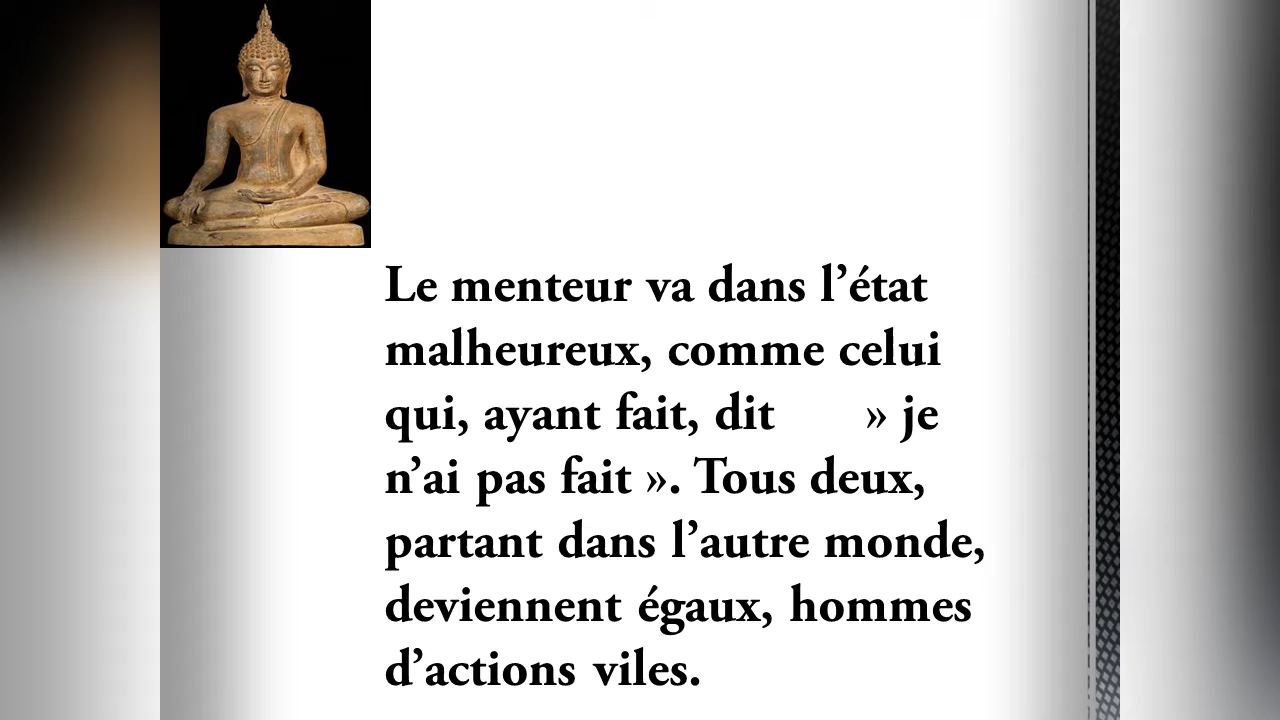 Le menteur va dans l’état
malheureux, comme celui
qui, ayant fait, dit » je
n’ai pas fait ». Tous deux,
partant dans l’autre monde,
deviennent égaux, hommes
d’actions viles.